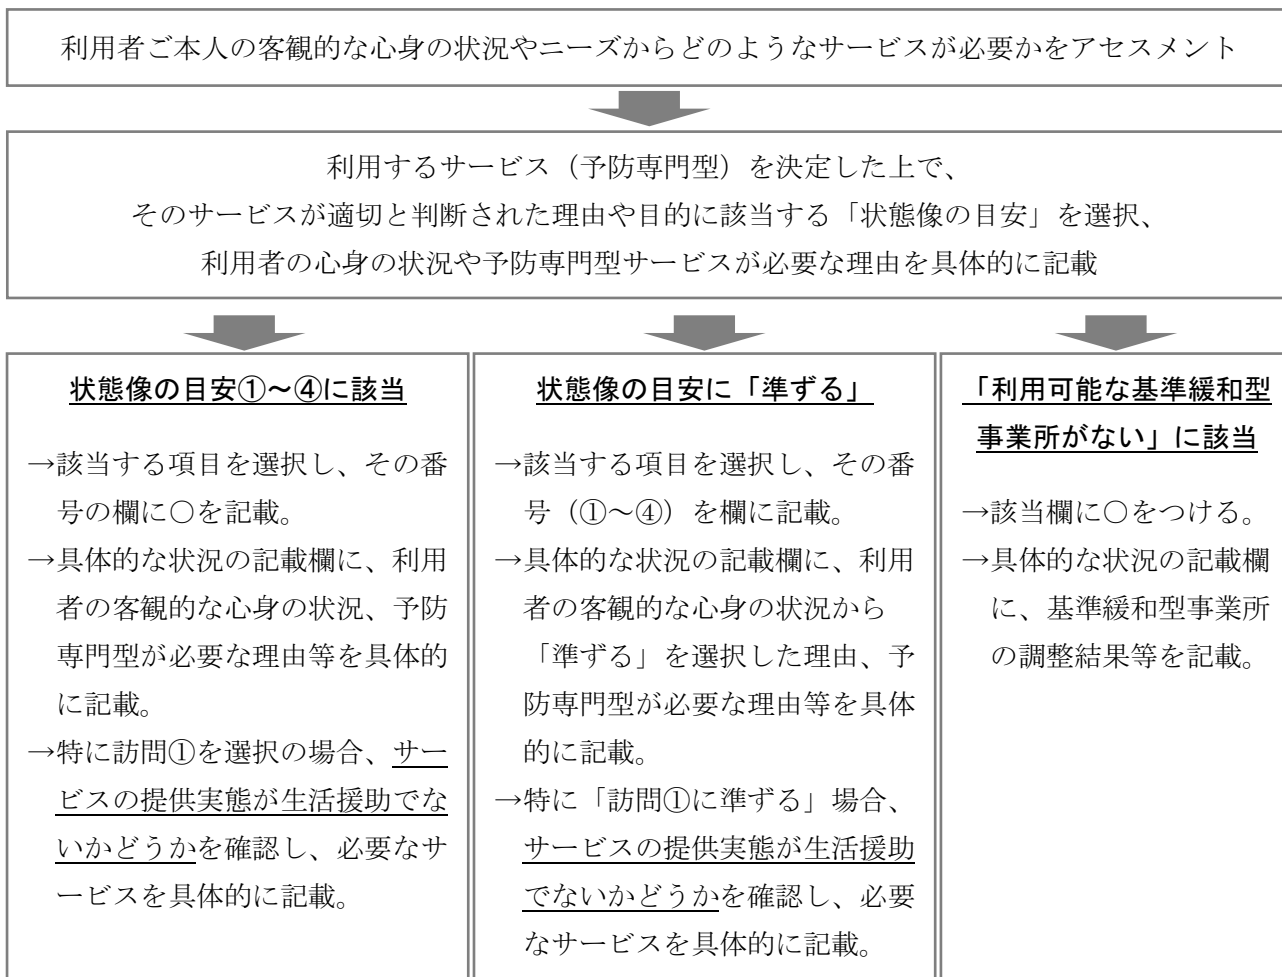 利用者ご本人の客観的な心身の状況やニーズからどのようなサービスが必要かをアセスメント
利用するサービス（予防専門型）を決定した上で、
そのサービスが適切と判断された理由や目的に該当する「状態像の目安」を選択、
利用者の心身の状況や予防専門型サービスが必要な理由を具体的に記載
状態像の目安①～④に該当
→該当する項目を選択し、その番
号の欄に○を記載。
→具体的な状況の記載欄に、利用
者の客観的な心身の状況、予防
専門型が必要な理由等を具体的
に記載。
→特に訪問①を選択の場合、サー
ビスの提供実態が生活援助でな
いかどうかを確認し、必要なサ
ービスを具体的に記載。
状態像の目安に「準ずる」
→該当する項目を選択し、その番
号（①～④）を欄に記載。
→具体的な状況の記載欄に、利用
者の客観的な心身の状況から
「準ずる」を選択した理由、予
防専門型が必要な理由等を具体
的に記載。
→特に「訪問①に準ずる」場合、
サービスの提供実態が生活援助
でないかどうかを確認し、必要
なサービスを具体的に記載。
「利用可能な基準緩和型
事業所がない」に該当
→該当欄に○をつける。
→具体的な状況の記載欄
に、基準緩和型事業所
の調整結果等を記載。